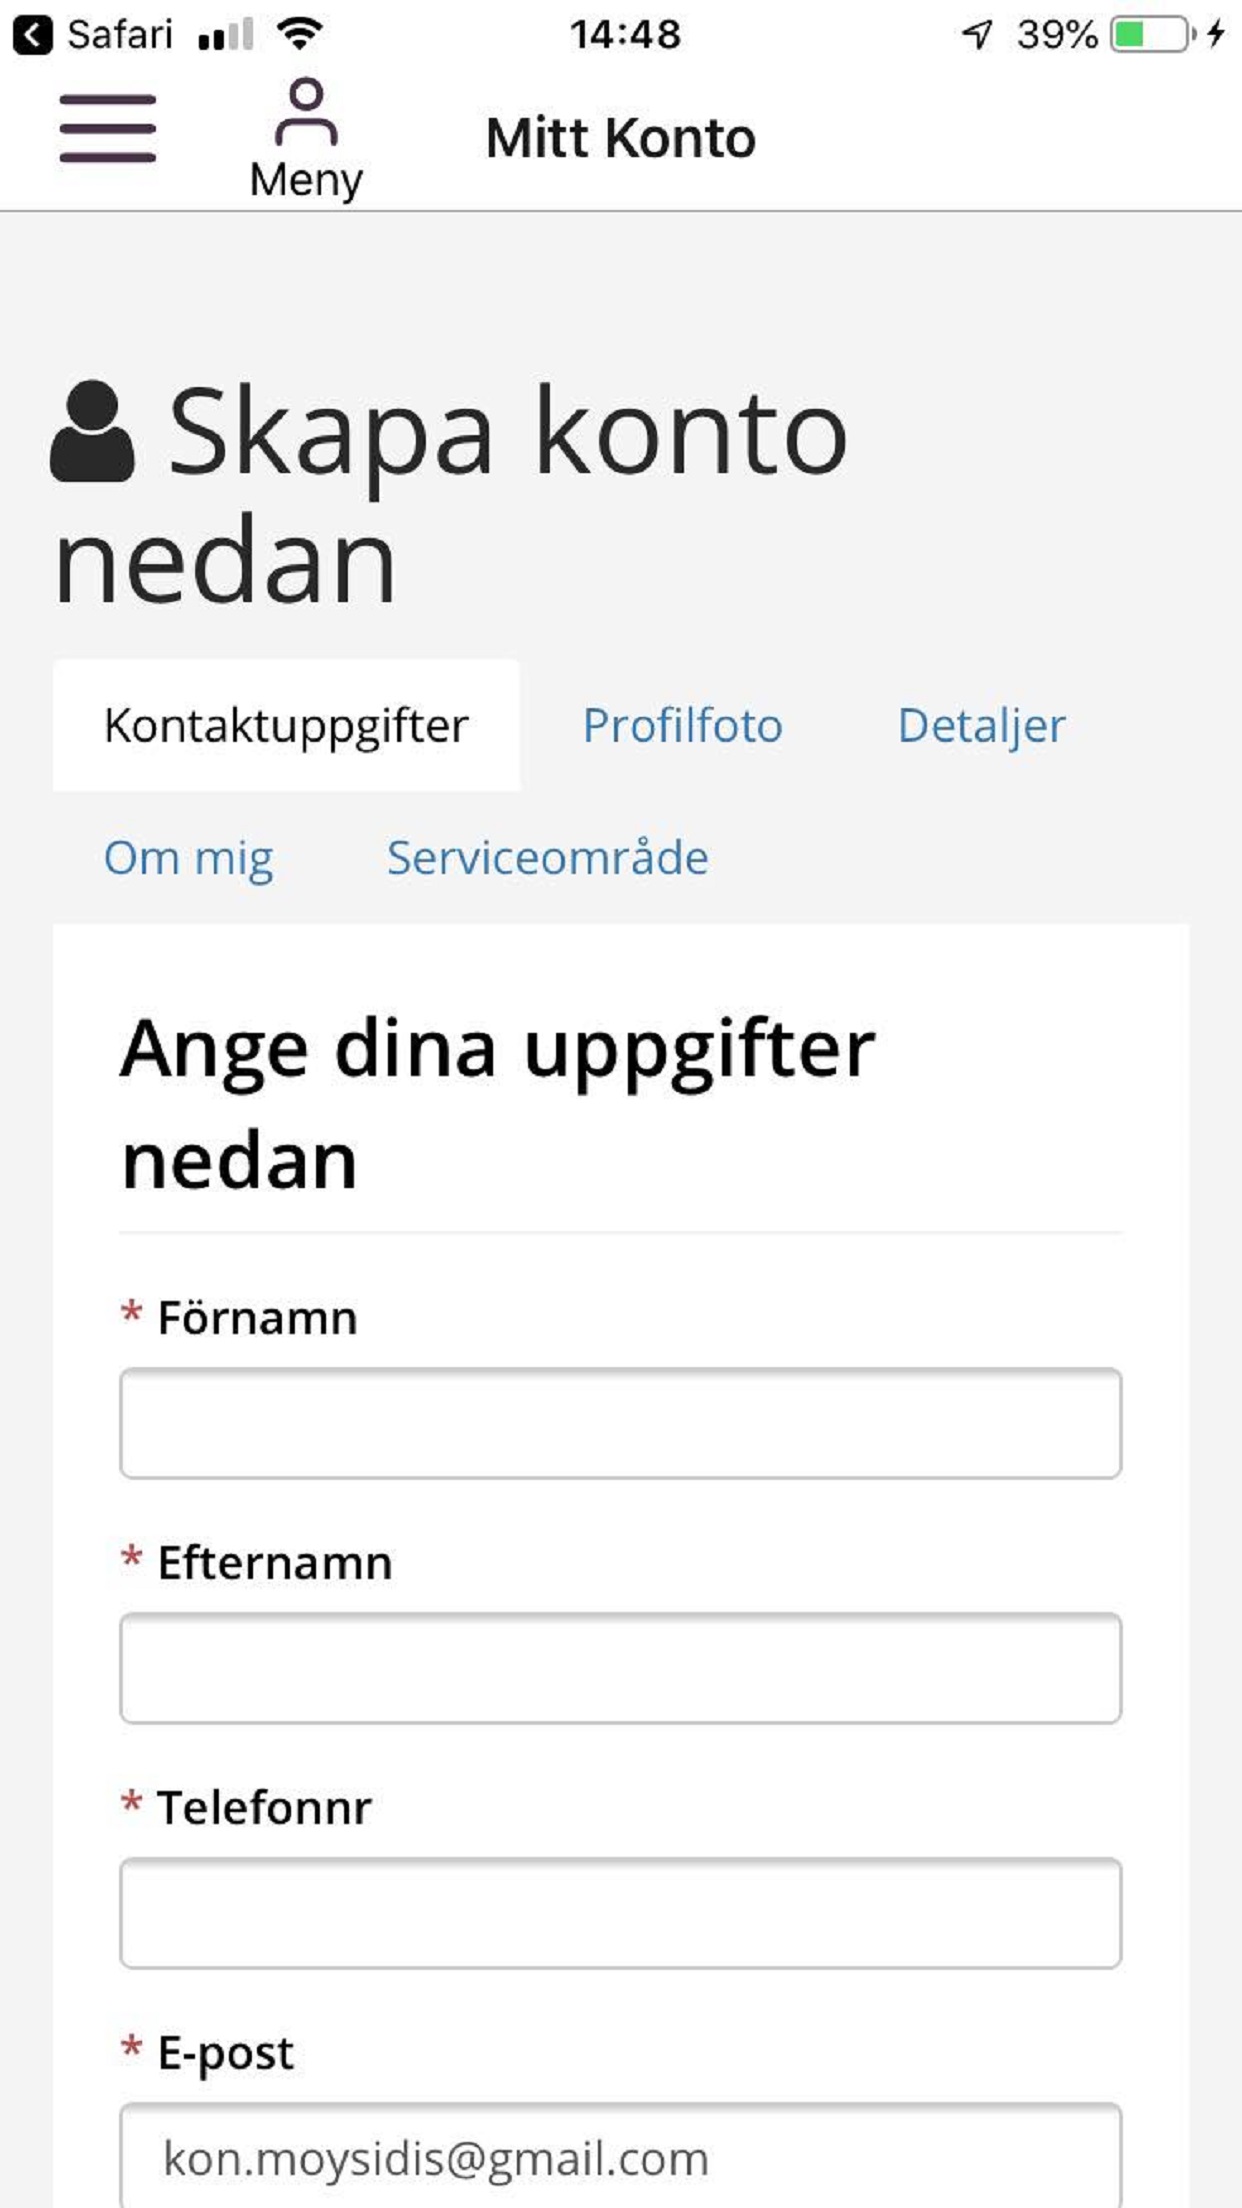 Safari 14:48 39%
Meny Mitt Konto
Skapa konto
nedan
Kontaktuppgifter Profilfoto Detaljer
Om mig Serviceområde
Ange dina uppgifter
nedan
* Förnamn
* Efternamn
* Telefonnr
* E-post
kon.moysidis@gmail.com